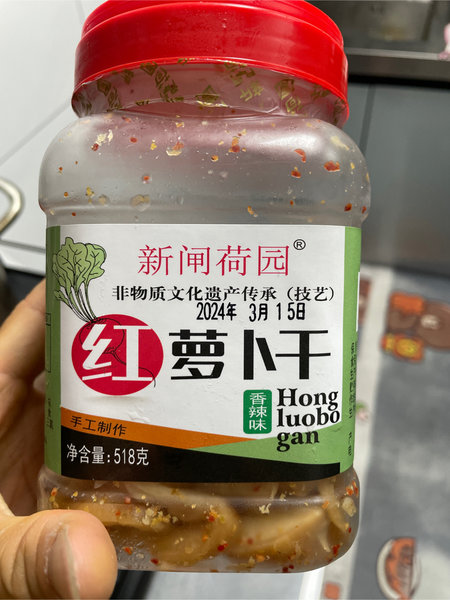 新闸荷园®
非物质文化遗产传承（技艺）
2024年 3月15日
红萝卜干
香辣味
Hong
luobo
gan
手工制作
净含量:518克